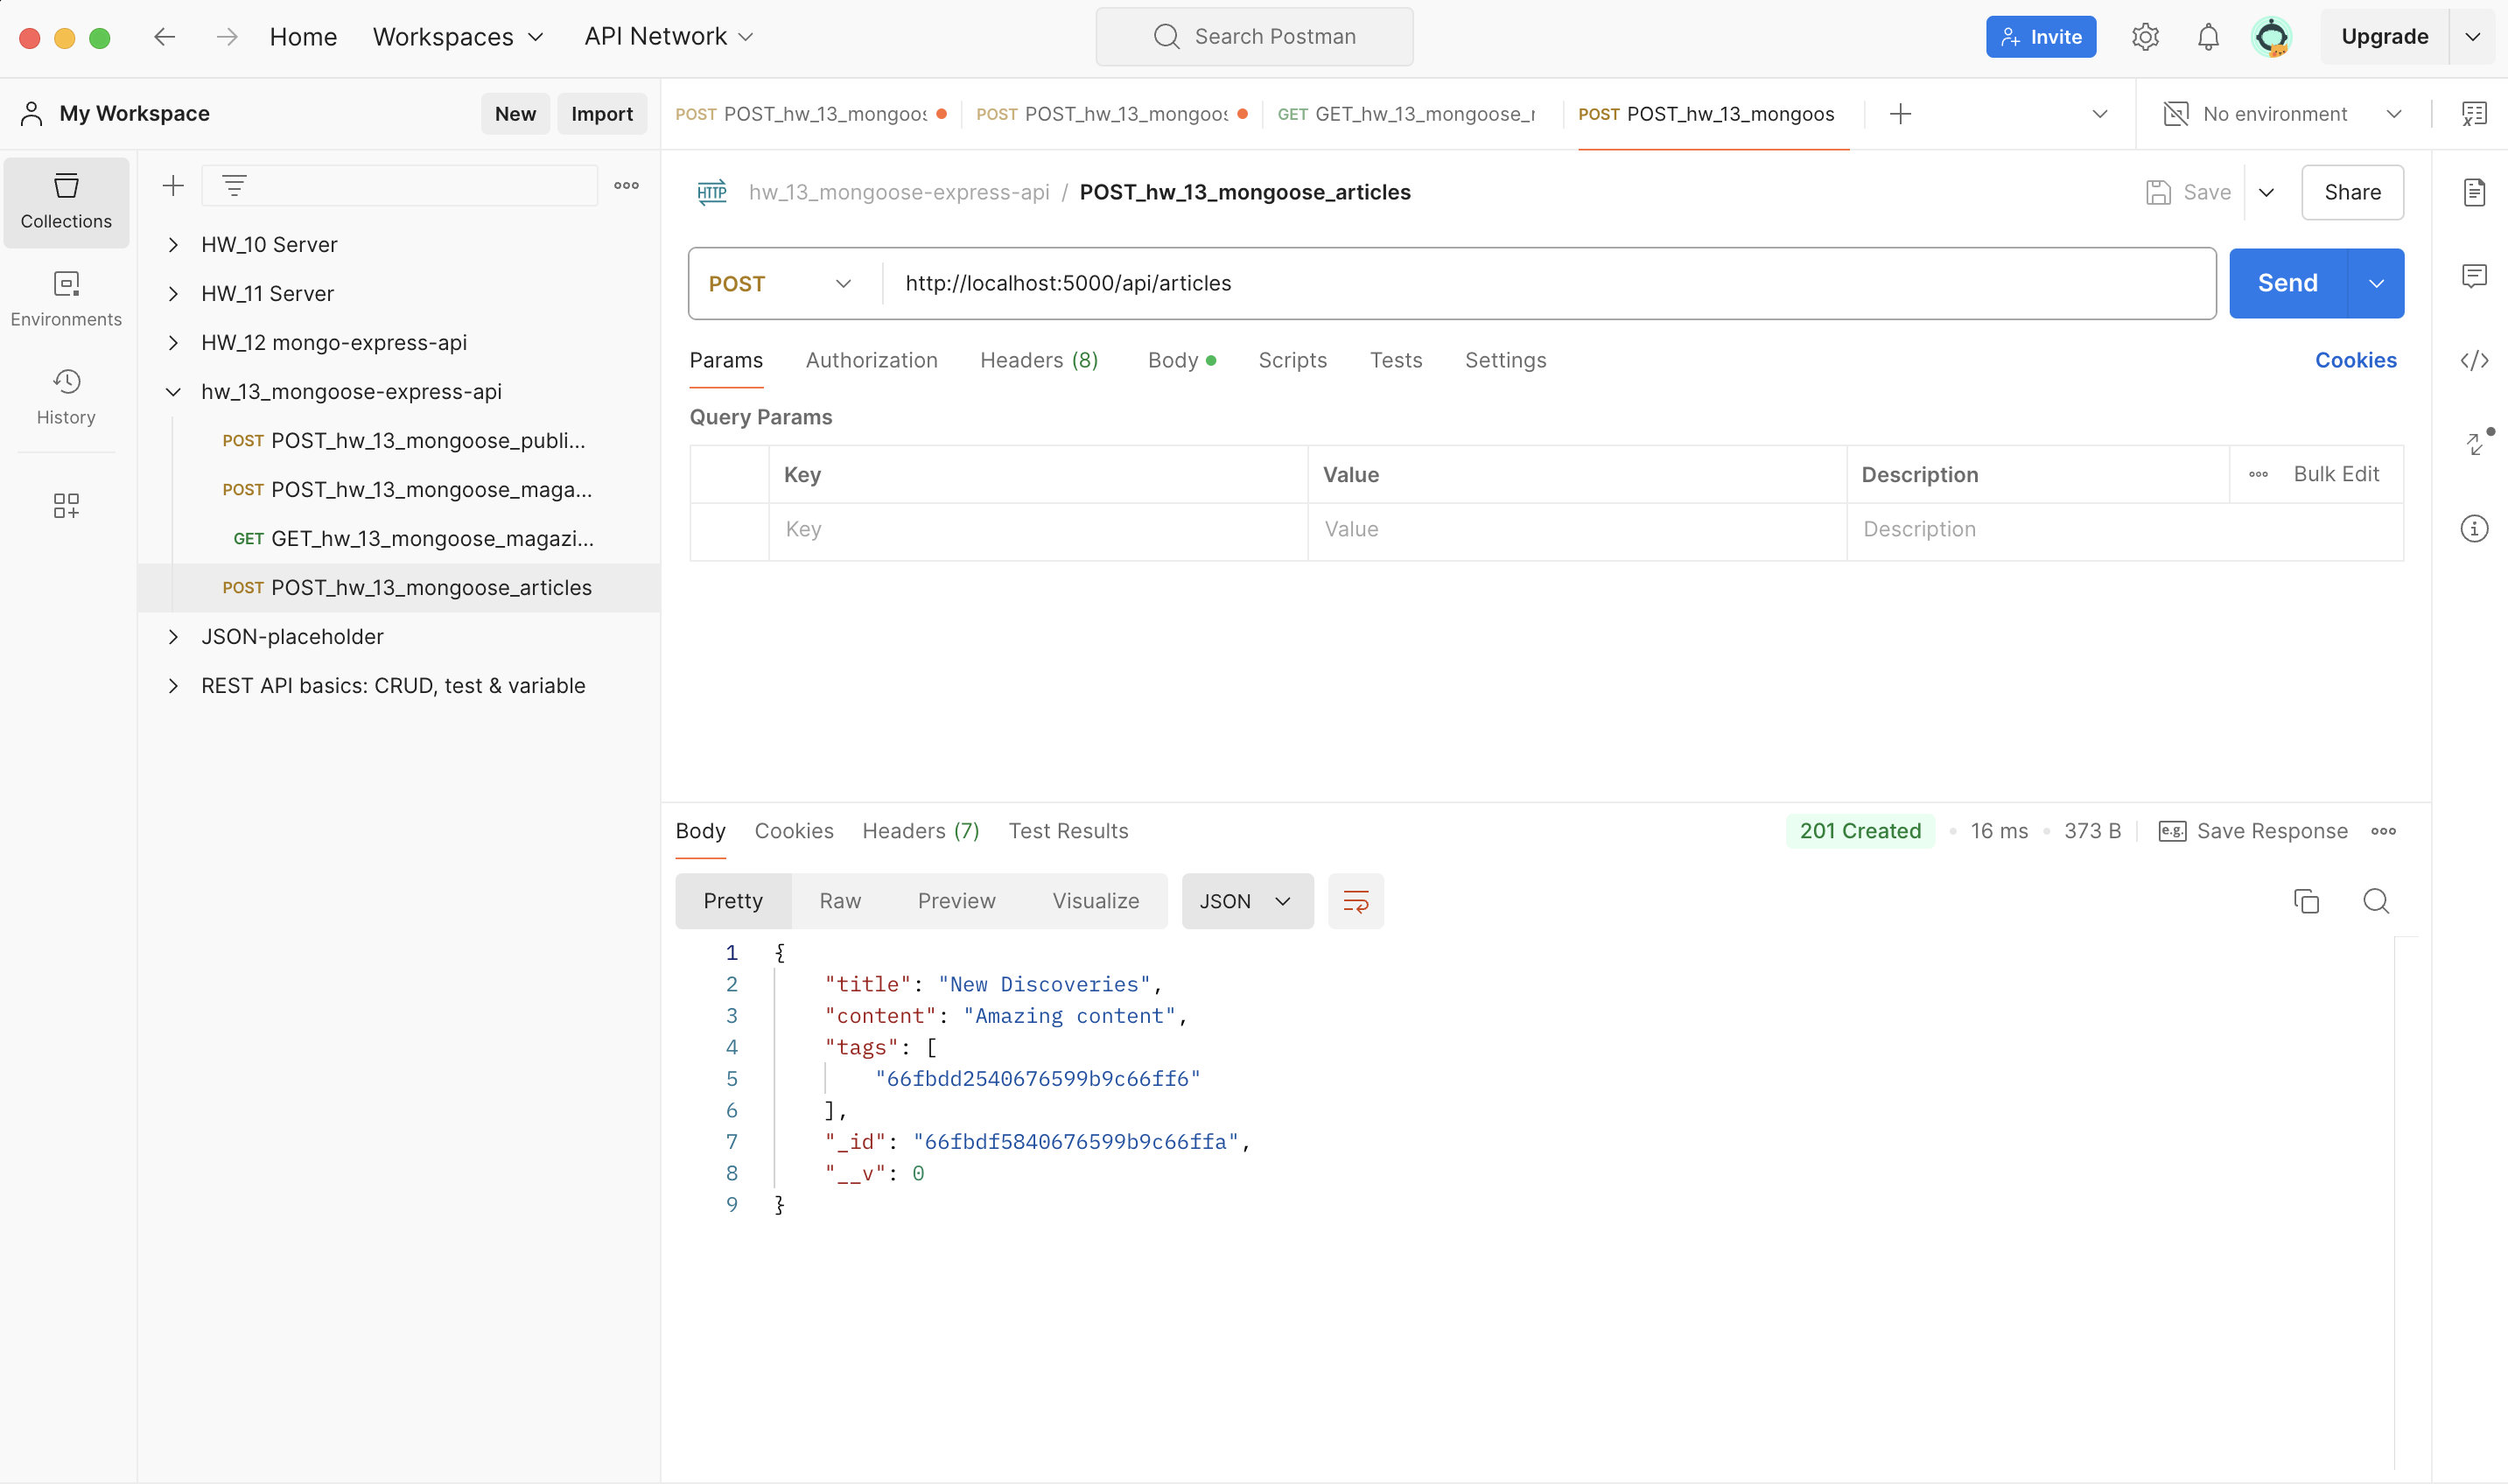 Home Workspaces API Network Search Postman Invite Upgrade
My Workspace New Import
POST POST_hw_13_mongoos POST POST_hw_13_mongoos GET GET_hw_13_mongoose_r POST POST_hw_13_mongoos No environment
Collections
Environments
History
HW_10 Server
HW_11 Server
HW_12 mongo-express-api
hw_13_mongoose-express-api
POST POST_hw_13_mongoose_publi...
POST POST_hw_13_mongoose_maga...
GET GET_hw_13_mongoose_magazi...
POST POST_hw_13_mongoose_articles
JSON-placeholder
REST API basics: CRUD, test & variable
HTTP hw_13_mongoose-express-api / POST_hw_13_mongoose_articles Save Share
POST http://localhost:5000/api/articles Send
Params Authorization Headers (8) Body Scripts Tests Settings Cookies
Query Params
Key Value Description Bulk Edit
Key Value Description
Body Cookies Headers (7) Test Results 201 Created 16 ms 373 B e.g. Save Response
Pretty Raw Preview Visualize JSON
1 {
2 "title": "New Discoveries",
3 "content": "Amazing content",
4 "tags": [
5 "66fbdd2540676599b9c66ff6"
6 ],
7 "_id": "66fbdf5840676599b9c66ffa",
8 "__v": 0
9 }